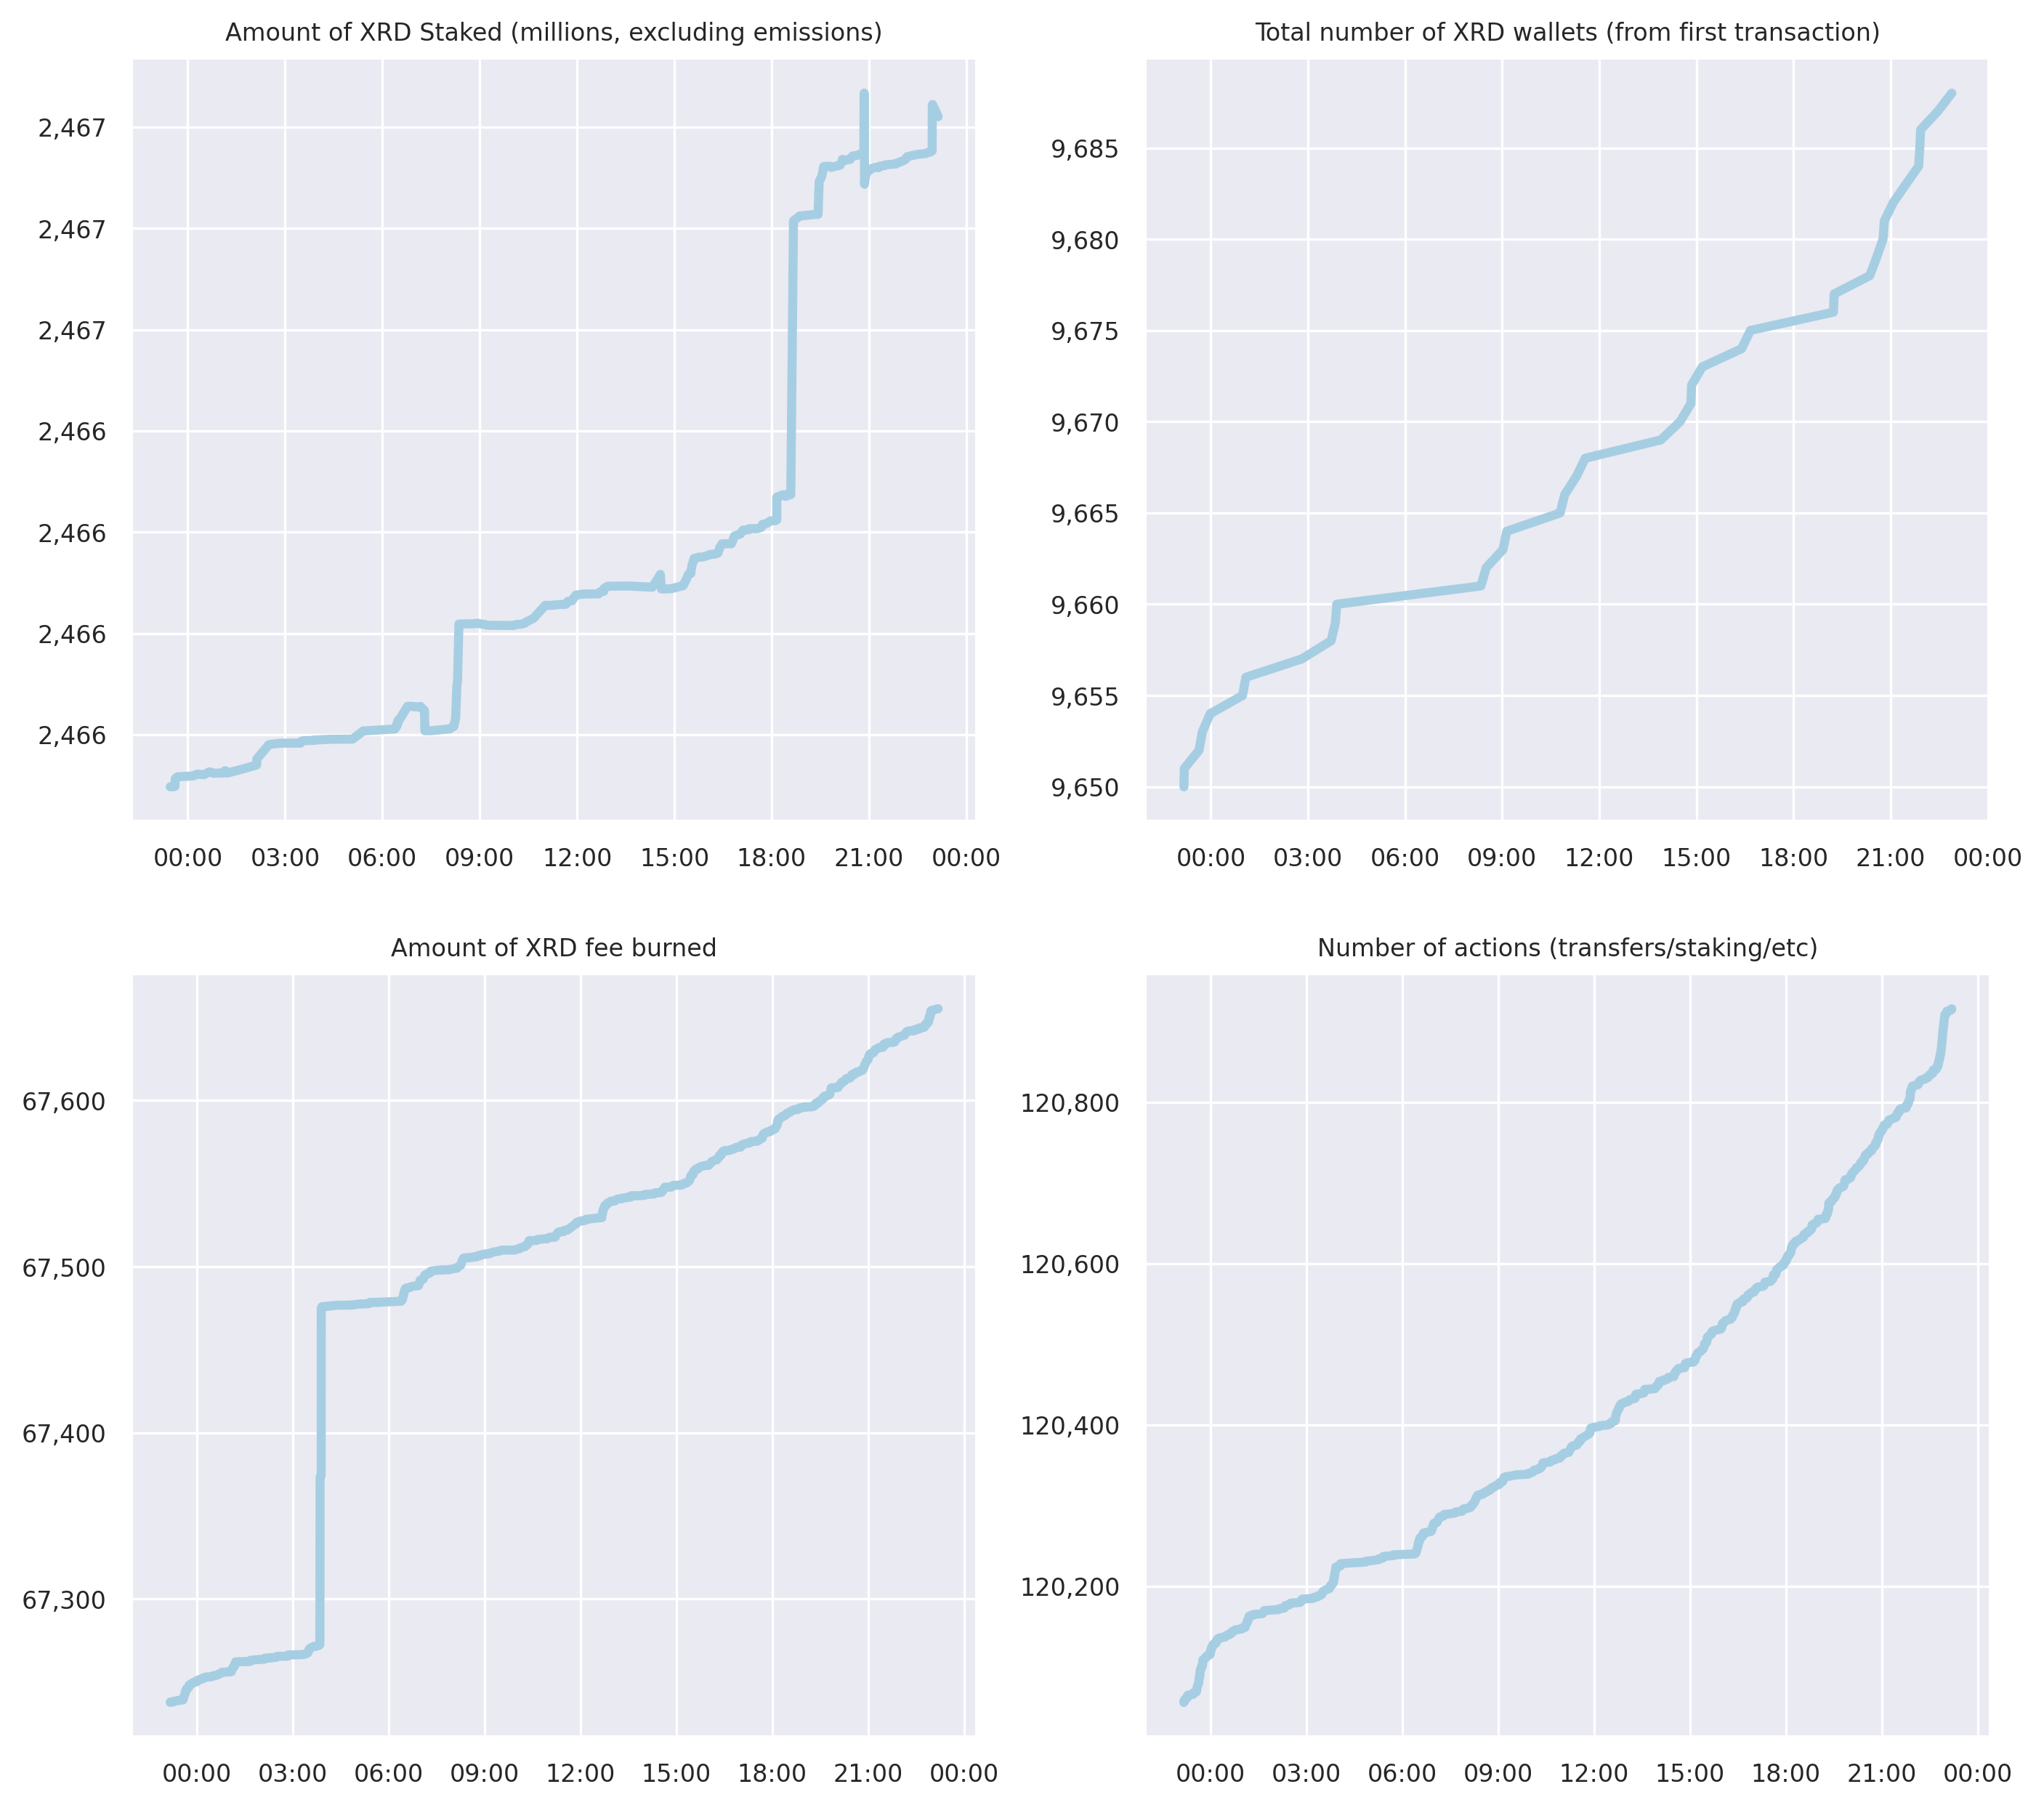 Amount of XRD Staked (millions, excluding emissions)
2,467
2,467
2,467
2,466
2,466
2,466
2,466
00:00 03:00 06:00 09:00 12:00 15:00 18:00 21:00 00:00
Total number of XRD wallets (from first transaction)
9,685
9,680
9,675
9,670
9,665
9,660
9,655
9,650
00:00 03:00 06:00 09:00 12:00 15:00 18:00 21:00 00:00
Amount of XRD fee burned
67,600
67,500
67,400
67,300
00:00 03:00 06:00 09:00 12:00 15:00 18:00 21:00 00:00
Number of actions (transfers/staking/etc)
120,800
120,600
120,400
120,200
00:00 03:00 06:00 09:00 12:00 15:00 18:00 21:00 00:00